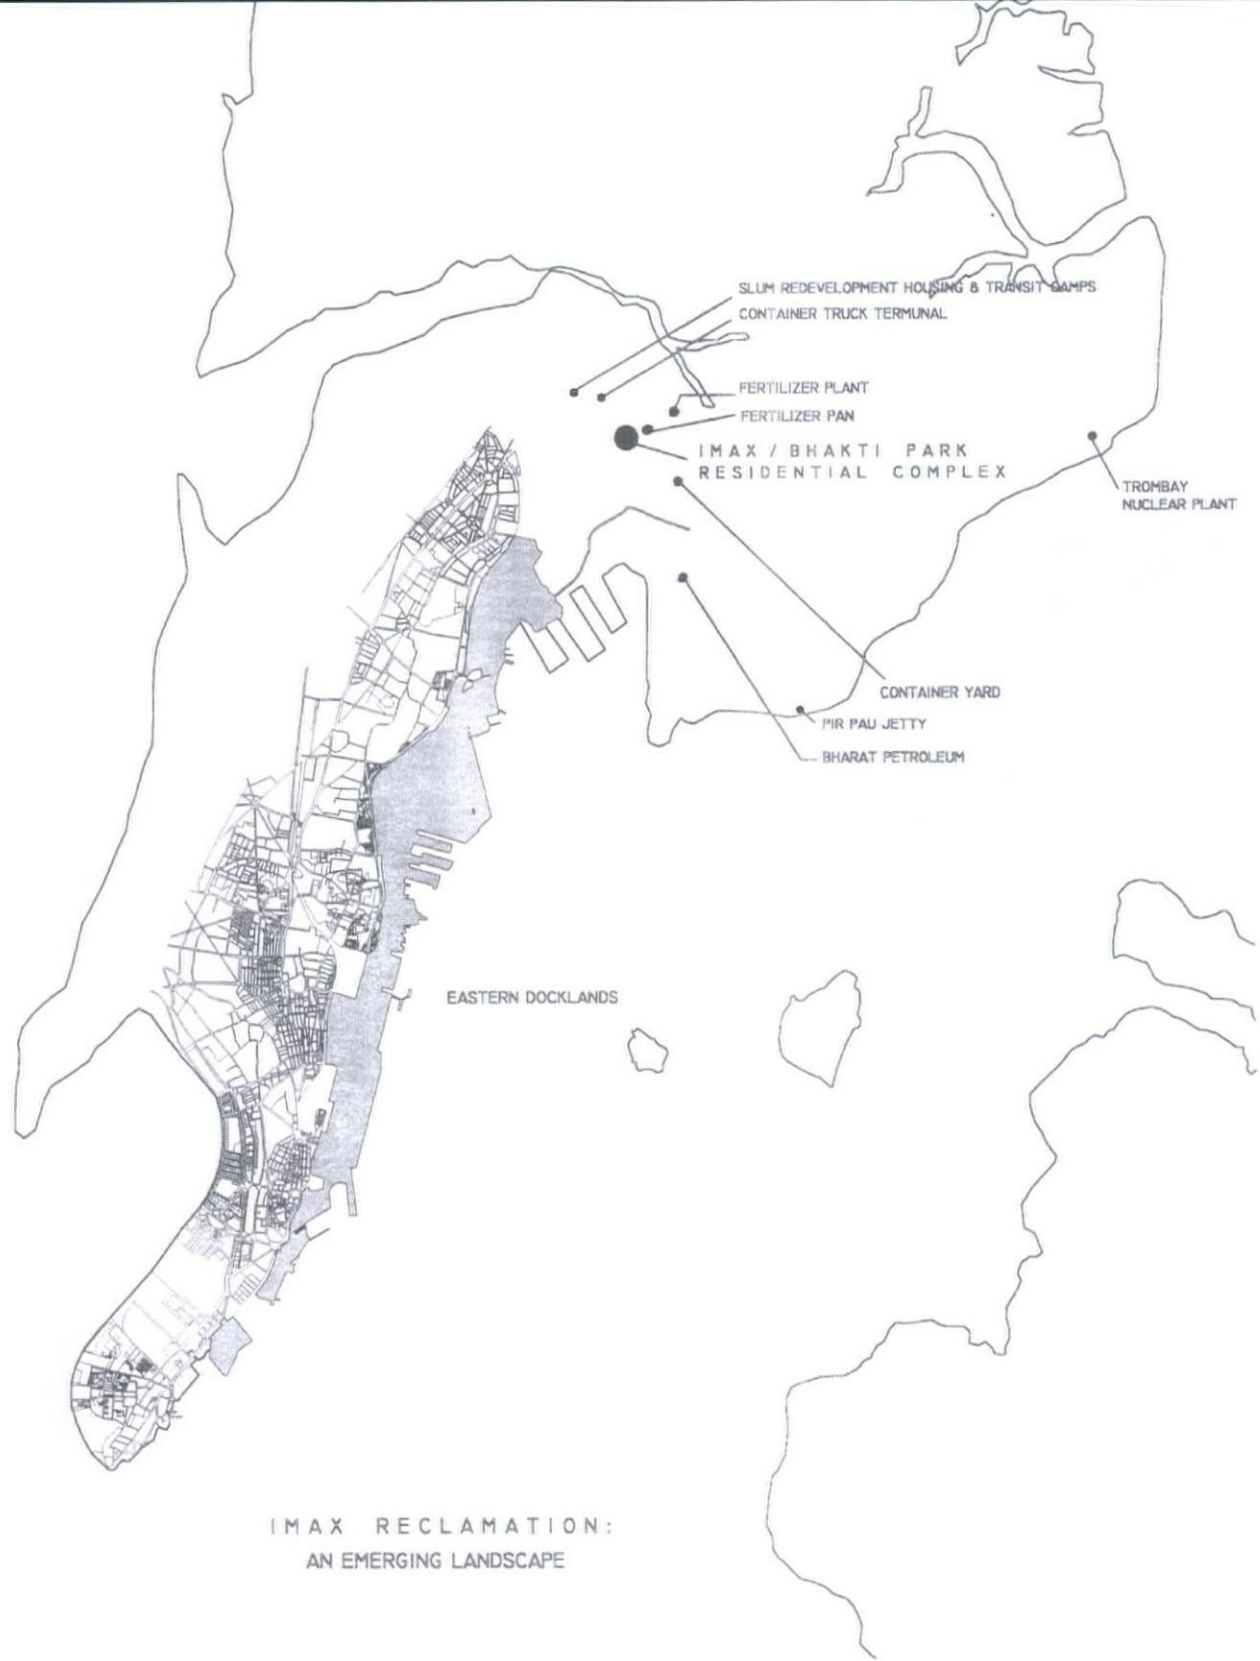 SLUM REDEVELOPMENT HOUSING & TRANSIT CAMPS
CONTAINER TRUCK TERMUNAL
FERTILIZER PLANT
FERTILIZER PAN
IMAX / BHAKTI PARK
RESIDENTIAL COMPLEX
TROMBAY
NUCLEAR PLANT
CONTAINER YARD
PIR PAU JETTY
BHARAT PETROLEUM
EASTERN DOCKLANDS
IMAX RECLAMATION:
AN EMERGING LANDSCAPE